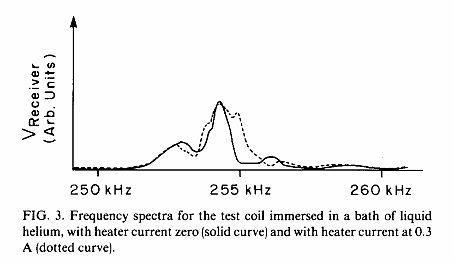 V Receiver
(Arb. Units)
250 kHz 255 kHz 260 kHz
FIG. 3. Frequency spectra for the test coil immersed in a bath of liquid
helium, with heater current zero (solid curve) and with heater current at 0.3
A (dotted curve).